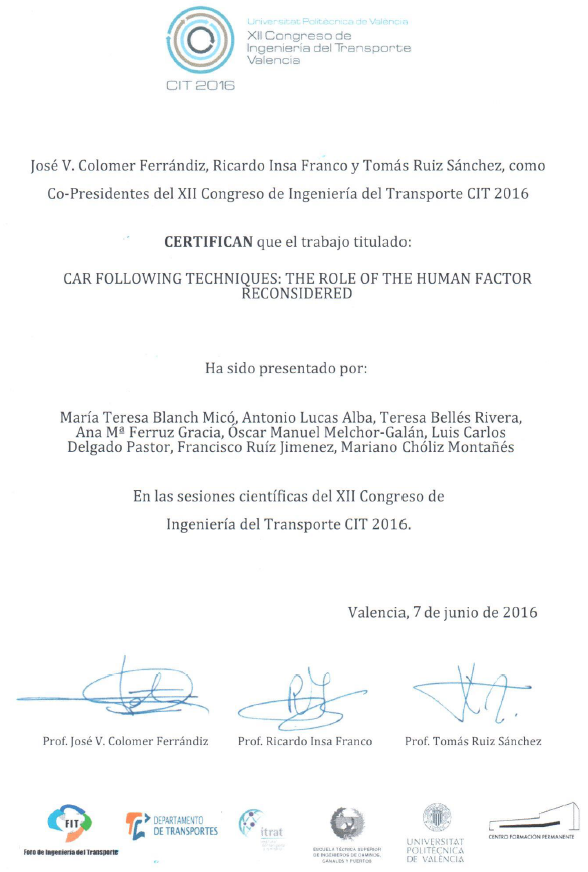 Universitat Politècnica de València
XII Congreso de
Ingeniería del Transporte
Valencia
CIT 2016
José V. Colomer Ferrándiz, Ricardo Insa Franco y Tomás Ruiz Sánchez, como
Co-Presidentes del XII Congreso de Ingeniería del Transporte CIT 2016
CERTIFICAN que el trabajo titulado:
CAR FOLLOWING TECHNIQUES: THE ROLE OF THE HUMAN FACTOR
RECONSIDERED
Ha sido presentado por:
María Teresa Blanch Micó, Antonio Lucas Alba, Teresa Bellés Rivera,
Ana Mª Ferruz Gracia, Óscar Manuel Melchor-Galán, Luis Carlos
Delgado Pastor, Francisco Ruíz Jimenez, Mariano Chóliz Montañés
En las sesiones científicas del XII Congreso de
Ingeniería del Transporte CIT 2016.
Valencia, 7 de junio de 2016
Prof. José V. Colomer Ferrándiz
Prof. Ricardo Insa Franco
Prof. Tomás Ruiz Sánchez
FIT
Foro de Ingeniería del Transporte
DEPARTAMENTO
DE TRANSPORTES
itrat
ESCUELA TÉCNICA SUPERIOR
DE INGENIEROS DE CAMINOS,
CANALES Y PUERTOS
UNIVERSITAT
POLITÈCNICA
DE VALÈNCIA
CENTRO FORMACIÓN PERMANENTE